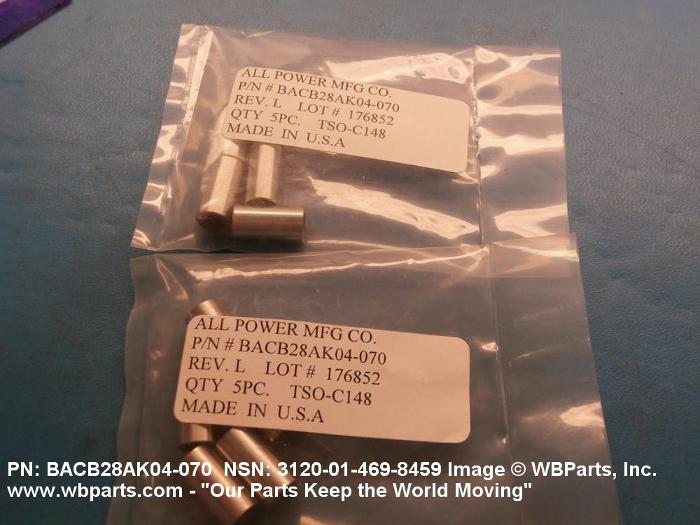 ALL POWER MFG CO.
P/N # BACB28AK04-070
REV. L LOT # 176852
QTY 5PC. TSO-C148
MADE IN U.S.A
ALL POWER MFG CO.
P/N # BACB28AK04-070
REV. L LOT # 176852
QTY 5PC. TSO-C148
MADE IN U.S.A
PN: BACB28AK04-070 NSN: 3120-01-469-8459 Image © WBParts, Inc.
www.wbparts.com - "Our Parts Keep the World Moving"